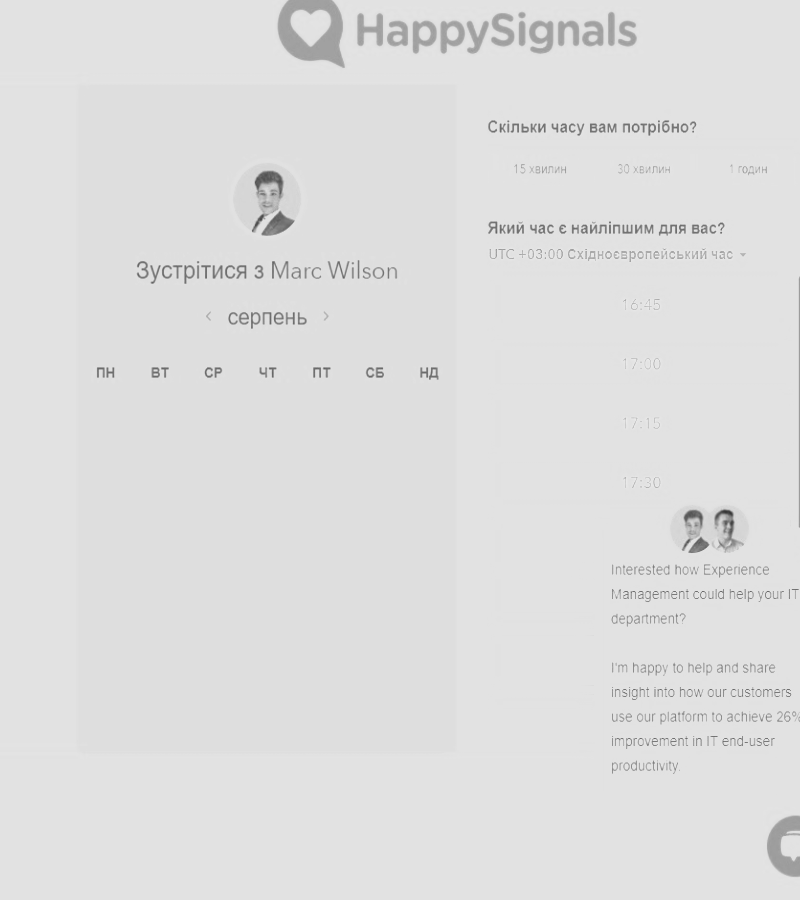 HappySignals
Зустрітися з Marc Wilson
серпень
ПН ВТ СР ЧТ ПТ СБ НД
Скільки часу вам потрібно?
15 хвилин 30 хвилин 1 годин
Який час є найліпшим для вас?
UTC +03:00 Східноєвропейський час
16:45
17:00
17:15
17:30
Interested how Experience
Management could help your IT
department?
I'm happy to help and share
insight into how our customers
use our platform to achieve 26%
improvement in IT end-user
productivity.